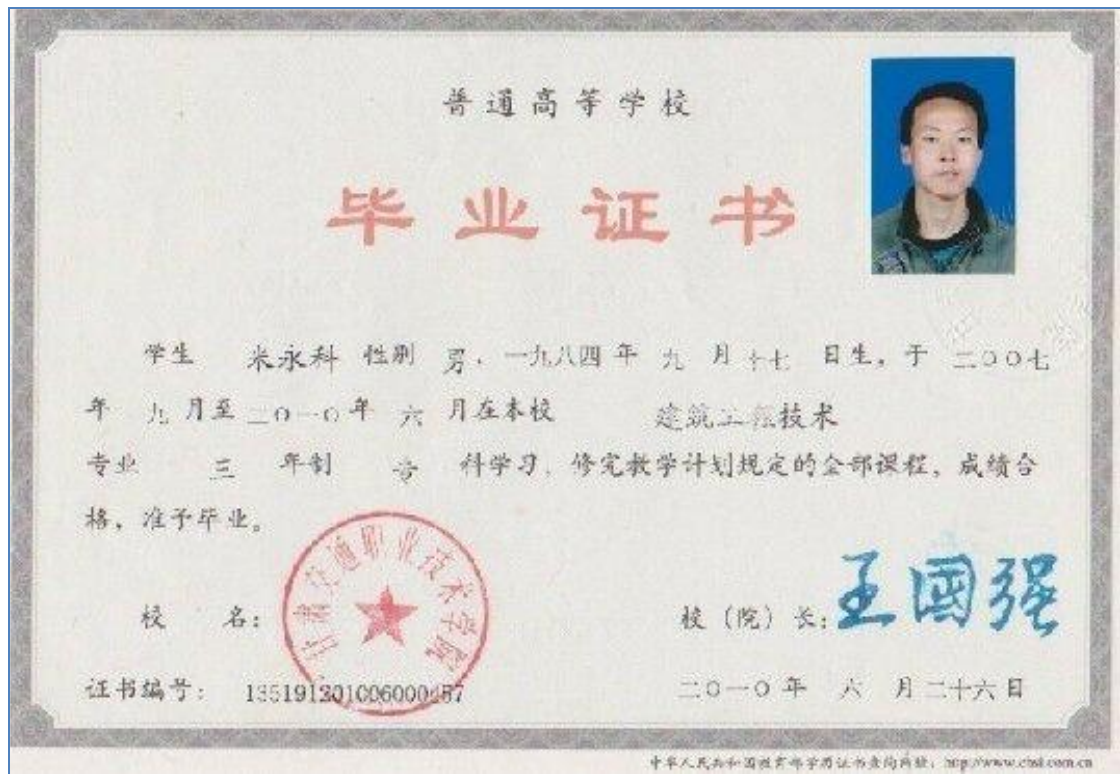 普通高等学校
毕业证书
学生 米永科 性别 男，一九八四年 九 月 十七 日生，于 二〇〇七
年 九 月至 二〇一〇年 六 月在本校 建筑工程技术
专业 三 年制 专 科学习，修完教学计划规定的全部课程，成绩合
格，准予毕业。
甘肃交通职业技术学院
校 名：
校（院）长：王國强
证书编号：
二〇一〇年 六 月二十六日
中华人民共和国教育部学历证书查询网址：http://www.chsi.com.cn